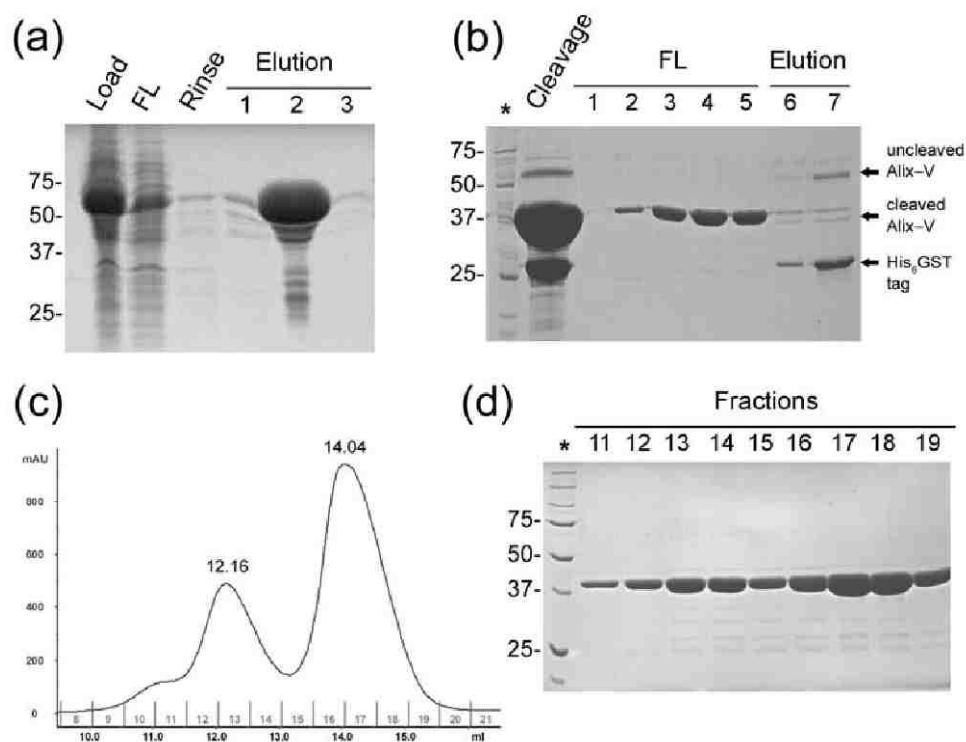 (a)
Load FL Rinse Elution
1 2 3
75-
50-
37-
25-
(b)
Cleavage FL Elution
* 1 2 3 4 5 6 7
75-
50-
37-
25-
uncleaved
Alix–V
cleaved
Alix–V
His6GST
tag
(c)
mAU
800
600
400
200
0
12.16
14.04
8 9 10 11 12 13 14 15 16 17 18 19 20 21
10.0 11.0 12.0 13.0 14.0 15.0 ml
(d)
Fractions
* 11 12 13 14 15 16 17 18 19
75-
50-
37-
25-